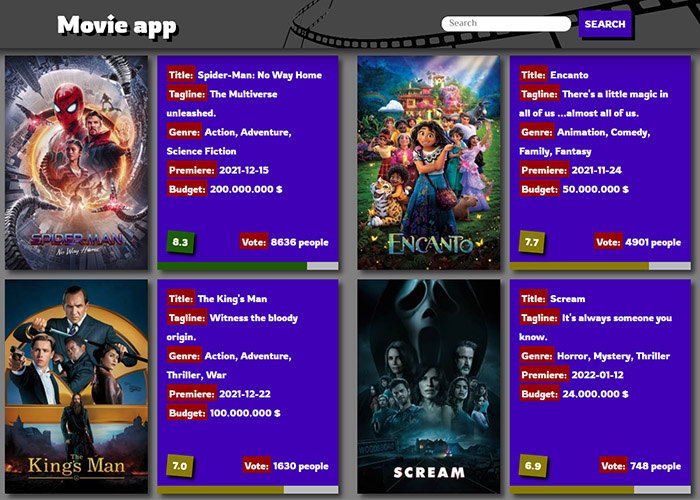 Movie app
Search
SEARCH
SPIDER-MAN
No Way Home
Title: Spider-Man: No Way Home
Tagline: The Multiverse
unleashed.
Genre: Action, Adventure,
Science Fiction
Premiere: 2021-12-15
Budget: 200.000.000 $
8.3
Vote: 8636 people
ENCANTO
Title: Encanto
Tagline: There's a little magic in
all of us ...almost all of us.
Genre: Animation, Comedy,
Family, Fantasy
Premiere: 2021-11-24
Budget: 50.000.000 $
7.7
Vote: 4901 people
The
King's Man
Title: The King's Man
Tagline: Witness the bloody
origin.
Genre: Action, Adventure,
Thriller, War
Premiere: 2021-12-22
Budget: 100.000.000 $
7.0
Vote: 1630 people
WOODSBORO
SCREAM
Title: Scream
Tagline: It's always someone you
know.
Genre: Horror, Mystery, Thriller
Premiere: 2022-01-12
Budget: 24.000.000 $
6.9
Vote: 748 people